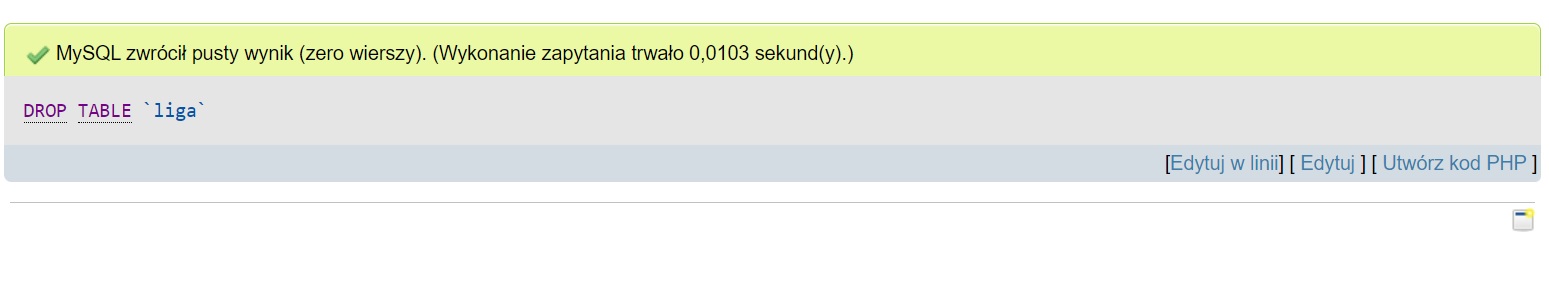 MySQL zwrócił pusty wynik (zero wierszy). (Wykonanie zapytania trwało 0,0103 sekund(y).)
DROP TABLE `liga`
[Edytuj w linii] [ Edytuj ] [ Utwórz kod PHP ]